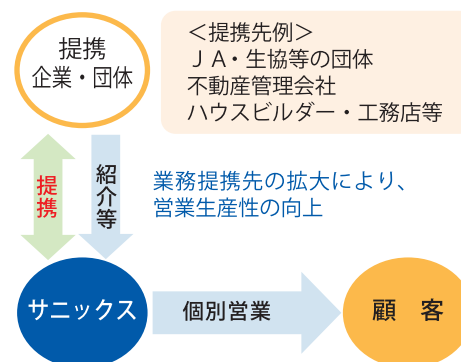 提携
企業・団体
＜提携先例＞
ＪＡ・生協等の団体
不動産管理会社
ハウスビルダー・工務店等
提携
紹介等
業務提携先の拡大により、
営業生産性の向上
サニックス
個別営業
顧　客